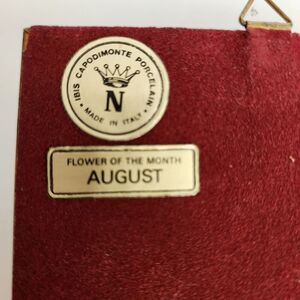 · IBIS CAPODIMONTE PORCELAIN ·
N
MADE IN ITALY
FLOWER OF THE MONTH
AUGUST